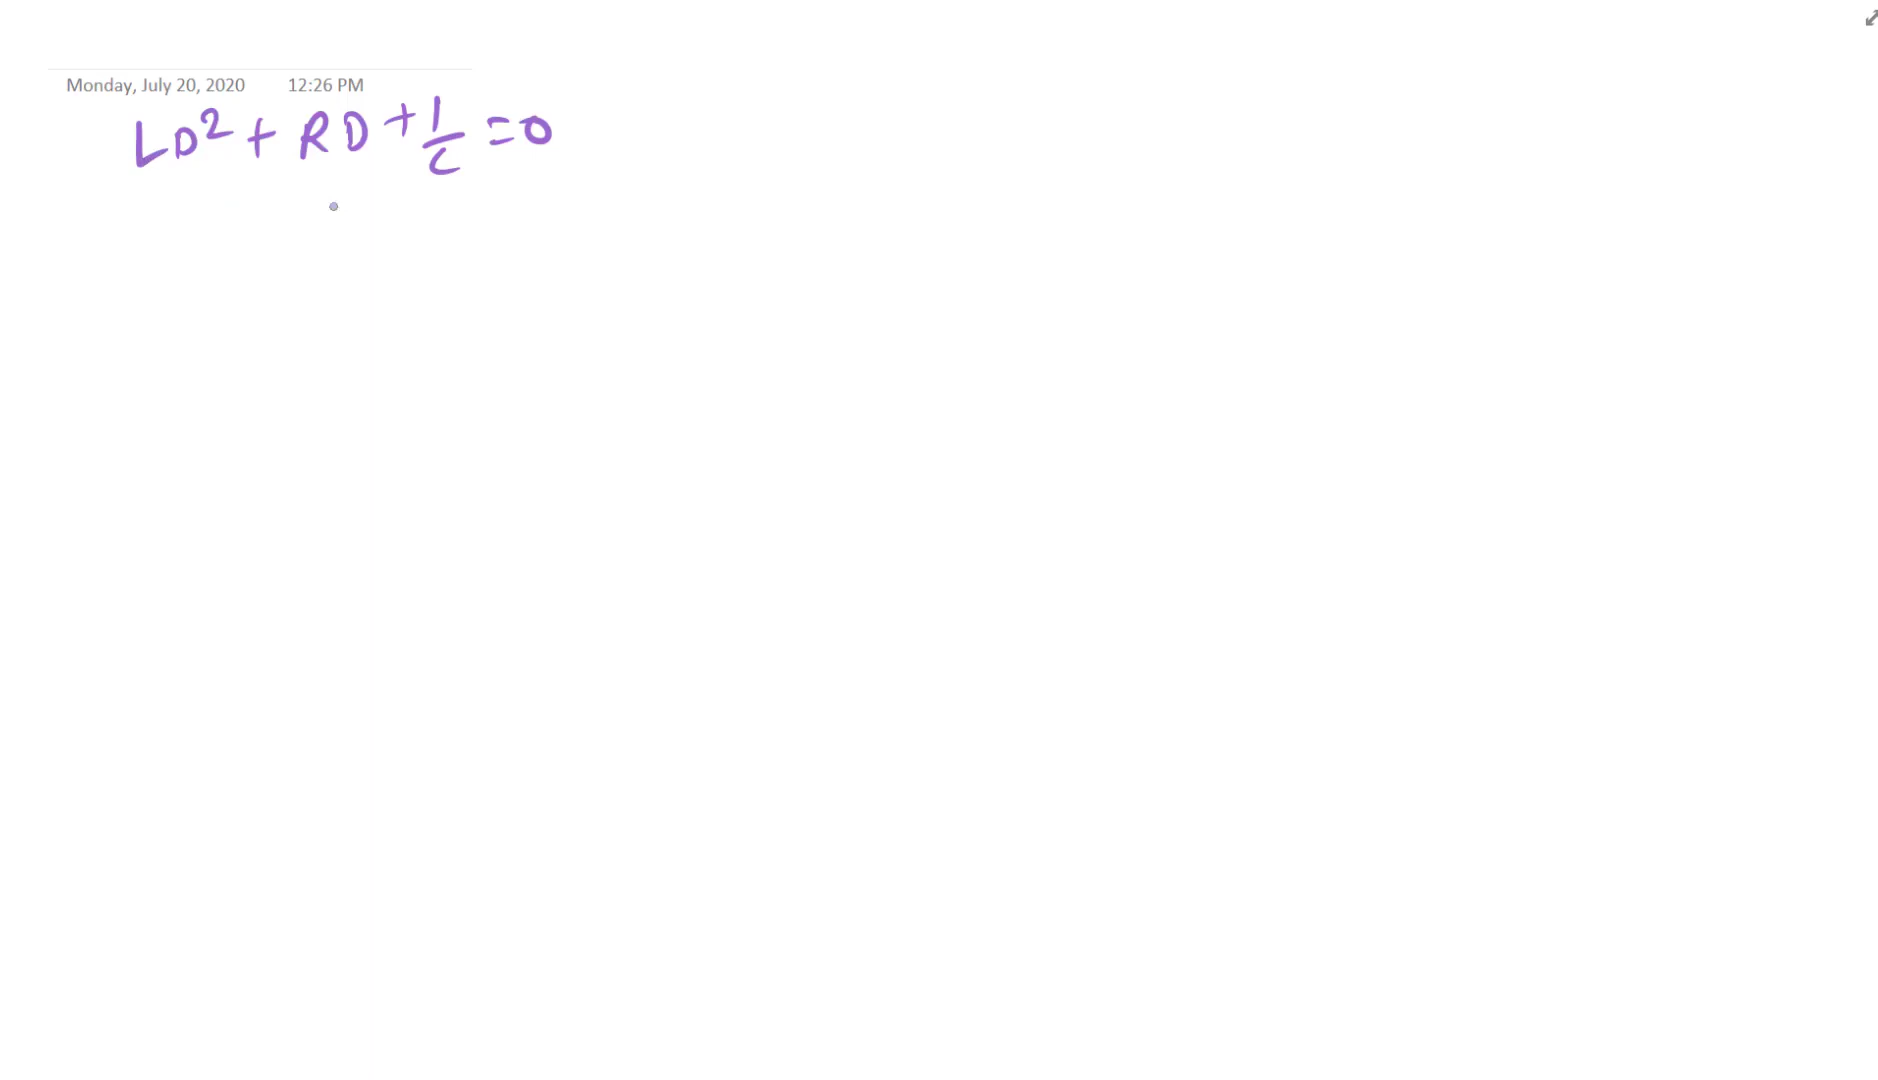 Monday, July 20, 2020 12:26 PM
LD² + RD + 1/C = 0